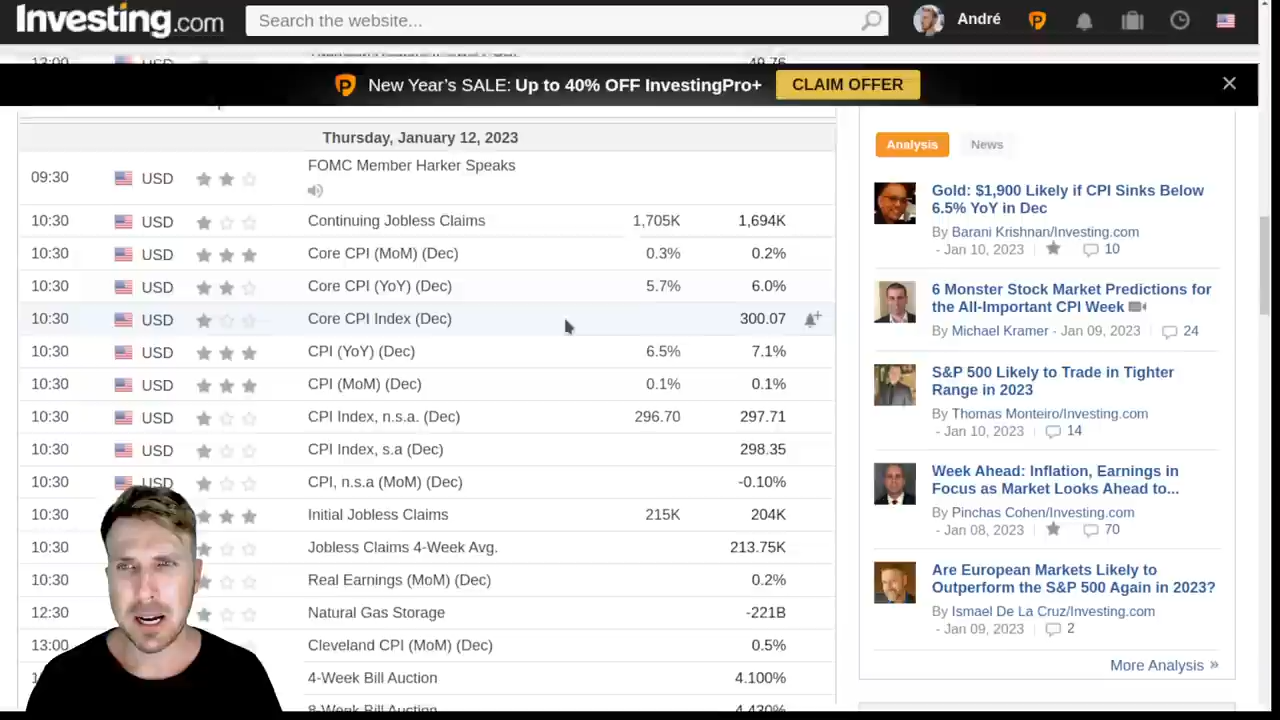 Investing.com
Search the website...
André
49.76
New Year's SALE: Up to 40% OFF InvestingPro+
CLAIM OFFER
Thursday, January 12, 2023
09:30 USD FOMC Member Harker Speaks
10:30 USD Continuing Jobless Claims 1,705K 1,694K
10:30 USD Core CPI (MoM) (Dec) 0.3% 0.2%
10:30 USD Core CPI (YoY) (Dec) 5.7% 6.0%
10:30 USD Core CPI Index (Dec) 300.07
10:30 USD CPI (YoY) (Dec) 6.5% 7.1%
10:30 USD CPI (MoM) (Dec) 0.1% 0.1%
10:30 USD CPI Index, n.s.a. (Dec) 296.70 297.71
10:30 USD CPI Index, s.a (Dec) 298.35
10:30 USD CPI, n.s.a (MoM) (Dec) -0.10%
10:30 Initial Jobless Claims 215K 204K
10:30 Jobless Claims 4-Week Avg. 213.75K
10:30 Real Earnings (MoM) (Dec) 0.2%
12:30 Natural Gas Storage -221B
13:00 Cleveland CPI (MoM) (Dec) 0.5%
4-Week Bill Auction 4.100%
8-Week Bill Auction 4.430%
Analysis News
Gold: $1,900 Likely if CPI Sinks Below
6.5% YoY in Dec
By Barani Krishnan/Investing.com
- Jan 10, 2023 10
6 Monster Stock Market Predictions for
the All-Important CPI Week
By Michael Kramer - Jan 09, 2023 24
S&P 500 Likely to Trade in Tighter
Range in 2023
By Thomas Monteiro/Investing.com
- Jan 10, 2023 14
Week Ahead: Inflation, Earnings in
Focus as Market Looks Ahead to...
By Pinchas Cohen/Investing.com
- Jan 08, 2023 70
Are European Markets Likely to
Outperform the S&P 500 Again in 2023?
By Ismael De La Cruz/Investing.com
- Jan 09, 2023 2
More Analysis »